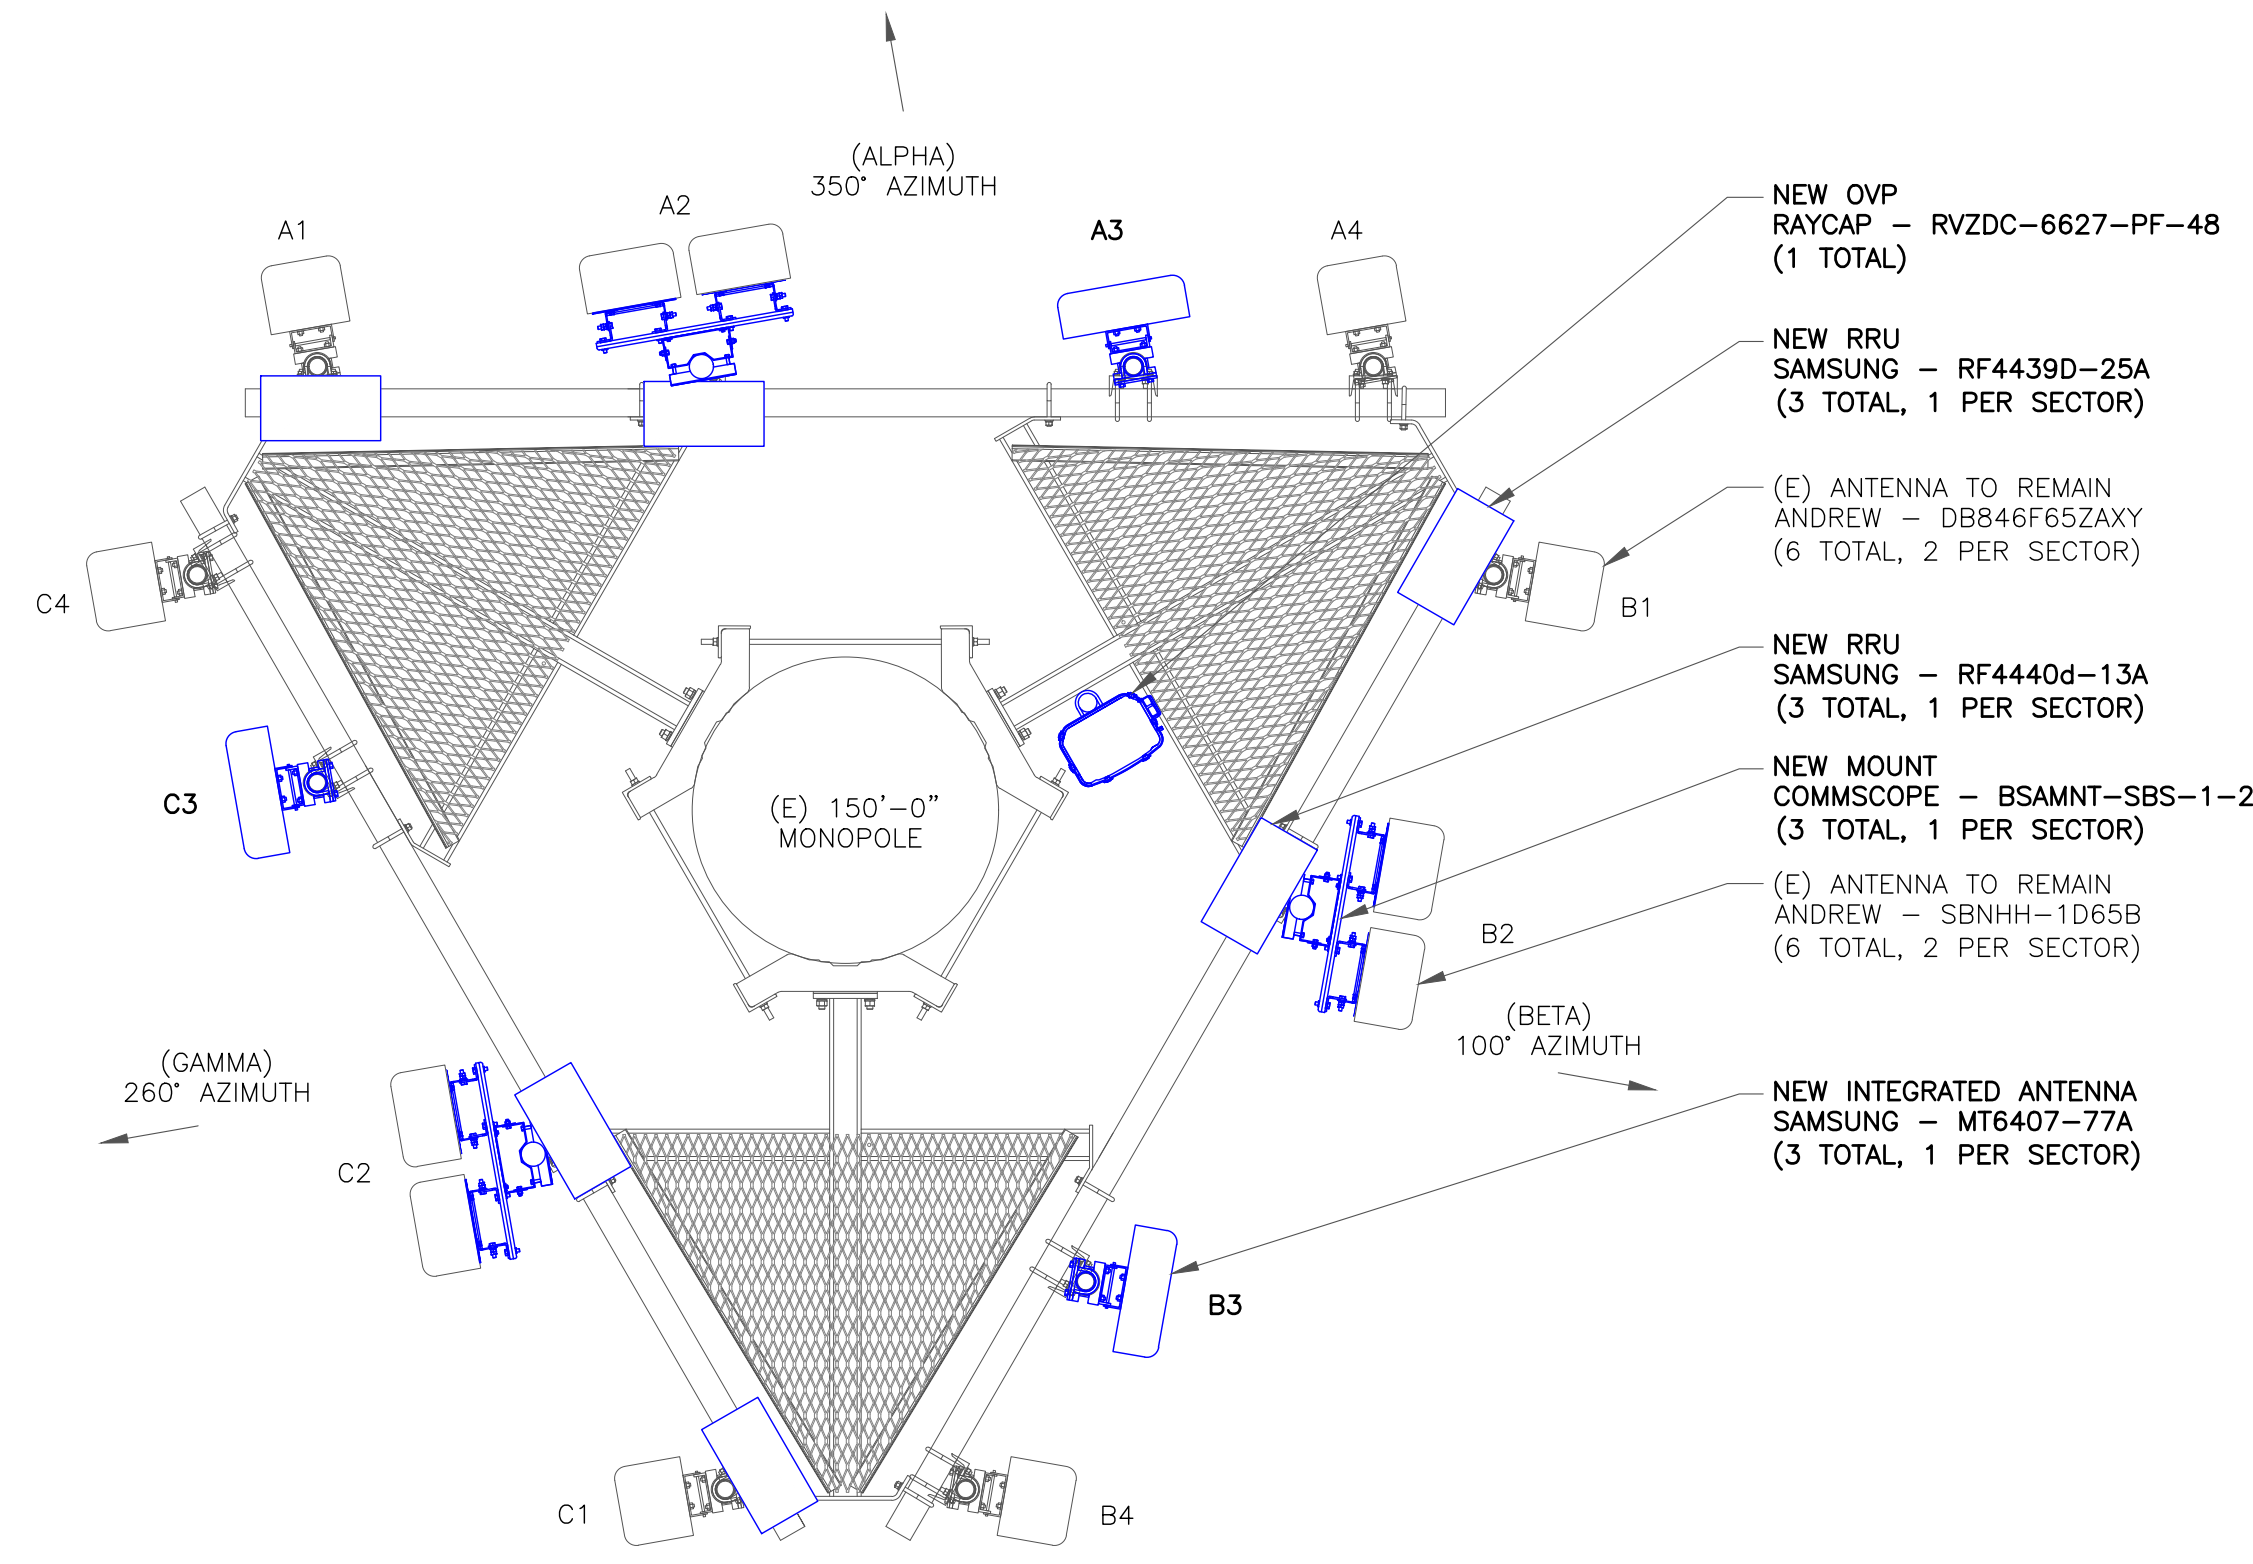 (ALPHA)
350° AZIMUTH
A1
A2
A3
A4
NEW OVP
RAYCAP – RVZDC–6627–PF–48
(1 TOTAL)
NEW RRU
SAMSUNG – RF4439D–25A
(3 TOTAL, 1 PER SECTOR)
(E) ANTENNA TO REMAIN
ANDREW – DB846F65ZAXY
(6 TOTAL, 2 PER SECTOR)
C4
B1
NEW RRU
SAMSUNG – RF4440d–13A
(3 TOTAL, 1 PER SECTOR)
C3
(E) 150'–0"
MONOPOLE
NEW MOUNT
COMMSCOPE – BSAMNT–SBS–1–2
(3 TOTAL, 1 PER SECTOR)
(E) ANTENNA TO REMAIN
ANDREW – SBNHH–1D65B
(6 TOTAL, 2 PER SECTOR)
B2
(BETA)
100° AZIMUTH
(GAMMA)
260° AZIMUTH
NEW INTEGRATED ANTENNA
SAMSUNG – MT6407–77A
(3 TOTAL, 1 PER SECTOR)
C2
B3
C1
B4